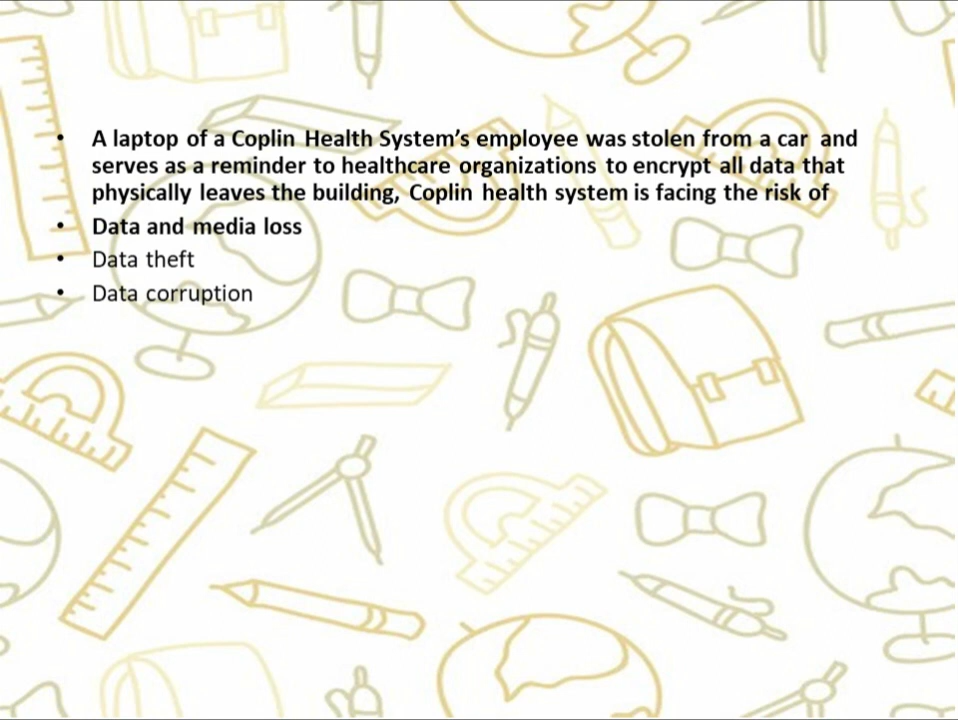 • A laptop of a Coplin Health System's employee was stolen from a car and
serves as a reminder to healthcare organizations to encrypt all data that
physically leaves the building, Coplin health system is facing the risk of
• Data and media loss
• Data theft
• Data corruption